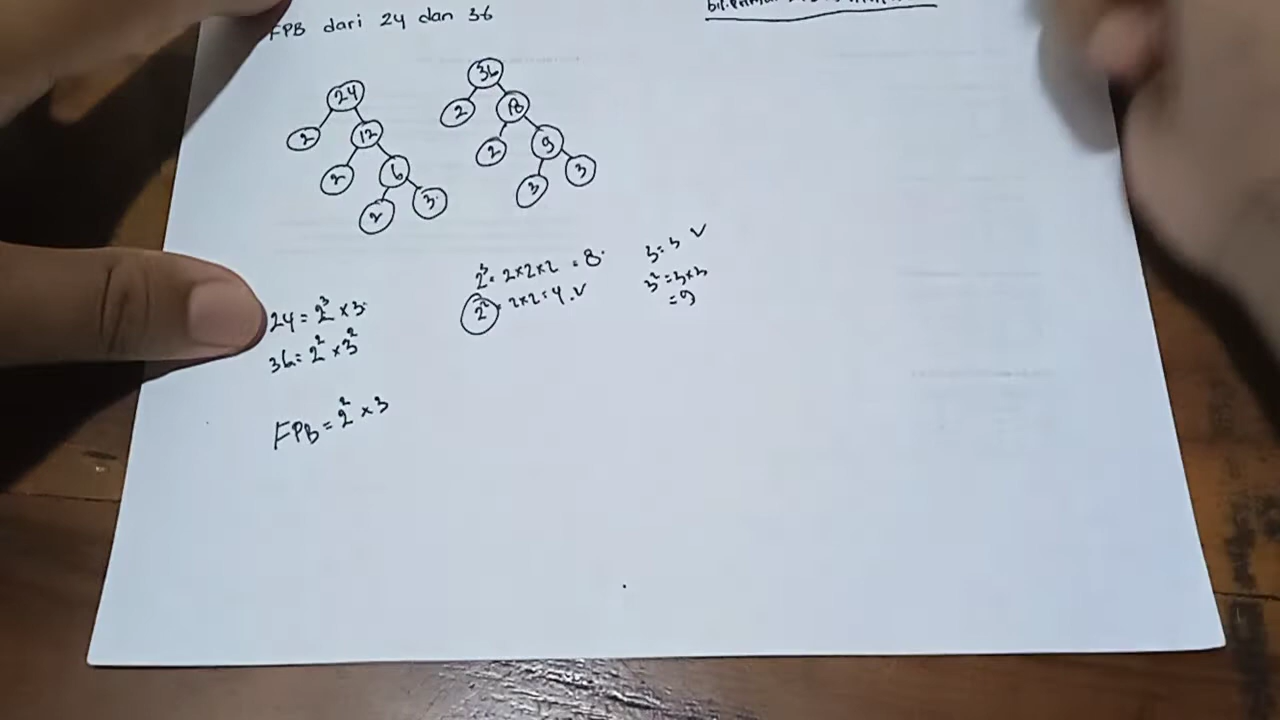 FPB dari 24 dan 36
24
2
12
2
6
2
3
36
2
18
2
9
3
3
2³ = 2×2×2 = 8
2² = 2×2 = 4 ✓
3 = 3 ✓
3² = 3×3
= 9
24 = 2³ × 3
36 = 2² × 3²
FPB = 2² × 3